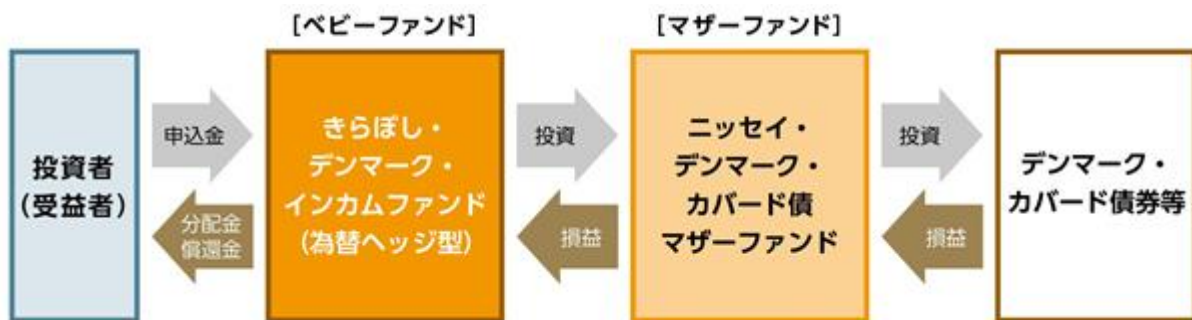 [ベビーファンド]
[マザーファンド]
投資者
(受益者)
申込金
分配金
償還金
きらぼし・
デンマーク・
インカムファンド
(為替ヘッジ型)
投資
損益
ニッセイ・
デンマーク・
カバード債
マザーファンド
投資
損益
デンマーク・
カバード債券等